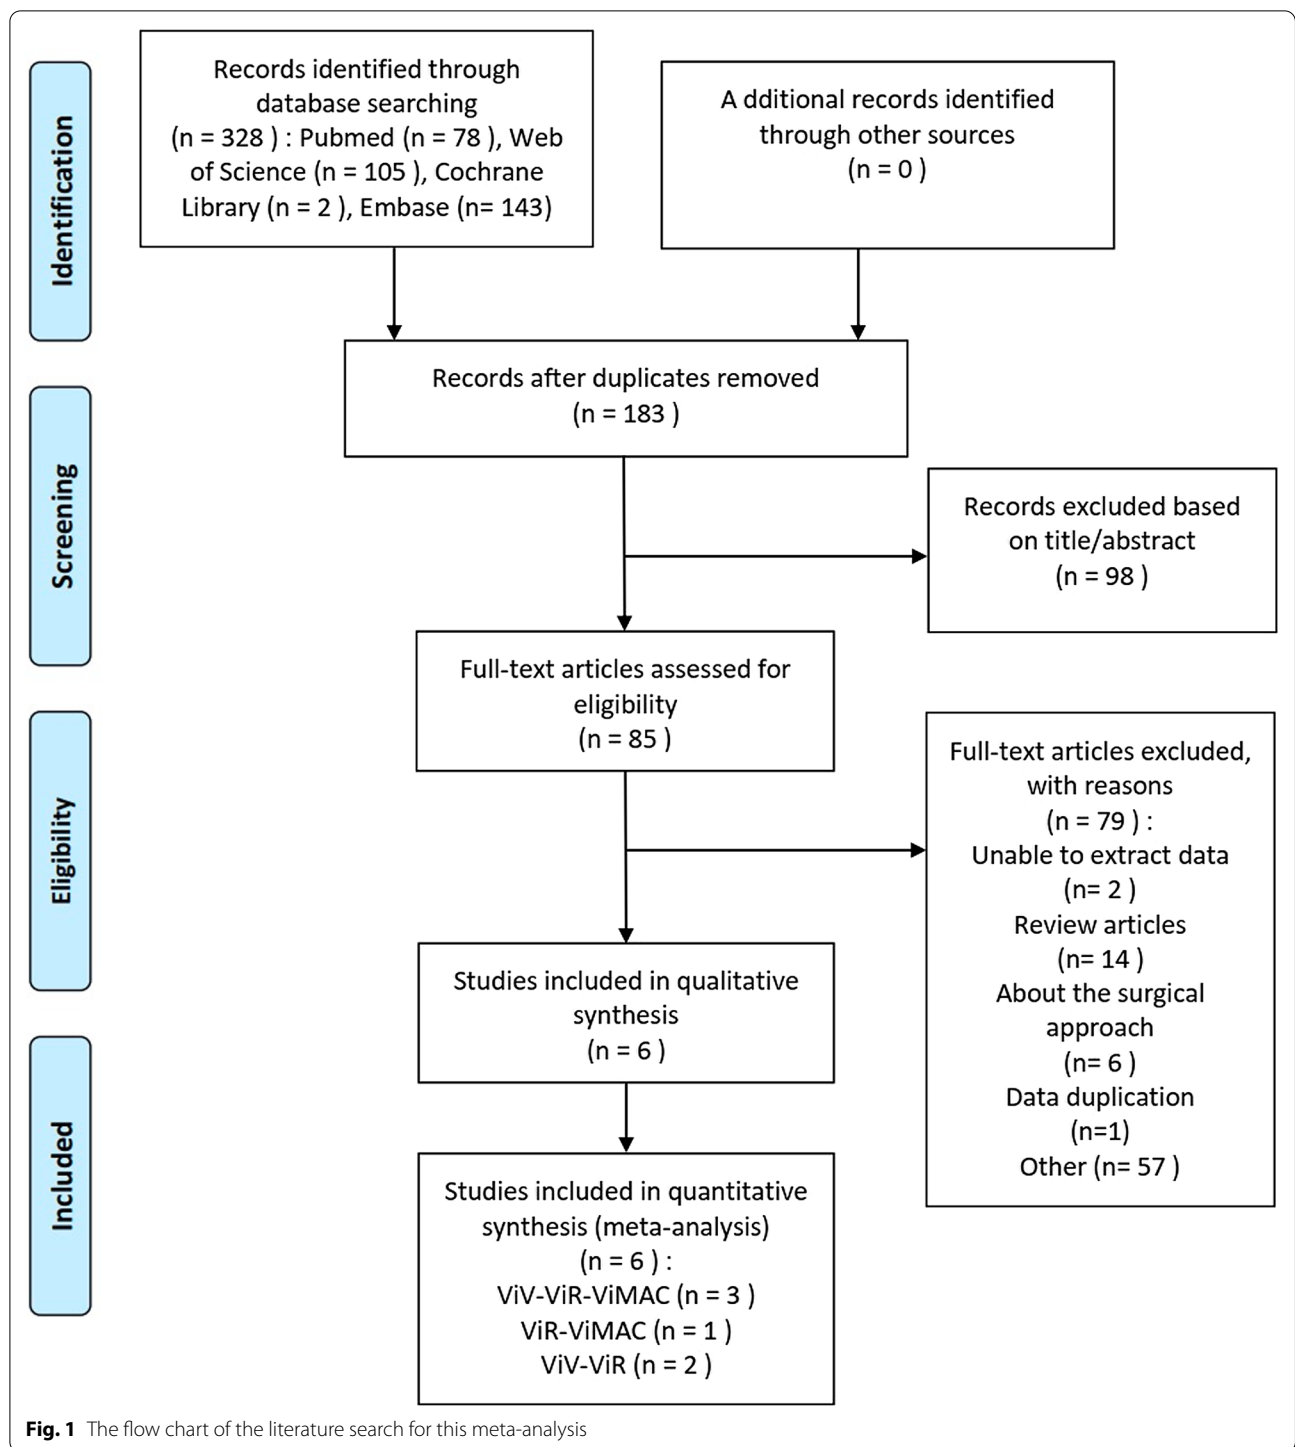 Identification
Records identified through
database searching
(n = 328 ) : Pubmed (n = 78 ), Web
of Science (n = 105 ), Cochrane
Library (n = 2 ), Embase (n= 143)
A dditional records identified
through other sources
(n = 0 )
Records after duplicates removed
(n = 183 )
Screening
Records excluded based
on title/abstract
(n = 98 )
Full-text articles assessed for
eligibility
(n = 85 )
Eligibility
Full-text articles excluded,
with reasons
(n = 79 ) :
Unable to extract data
(n= 2 )
Review articles
(n= 14 )
About the surgical
approach
(n= 6 )
Data duplication
(n=1)
Other (n= 57 )
Studies included in qualitative
synthesis
(n = 6 )
Included
Studies included in quantitative
synthesis (meta-analysis)
(n = 6 ) :
ViV-ViR-ViMAC (n = 3 )
ViR-ViMAC (n = 1 )
ViV-ViR (n = 2 )
Fig. 1 The flow chart of the literature search for this meta-analysis